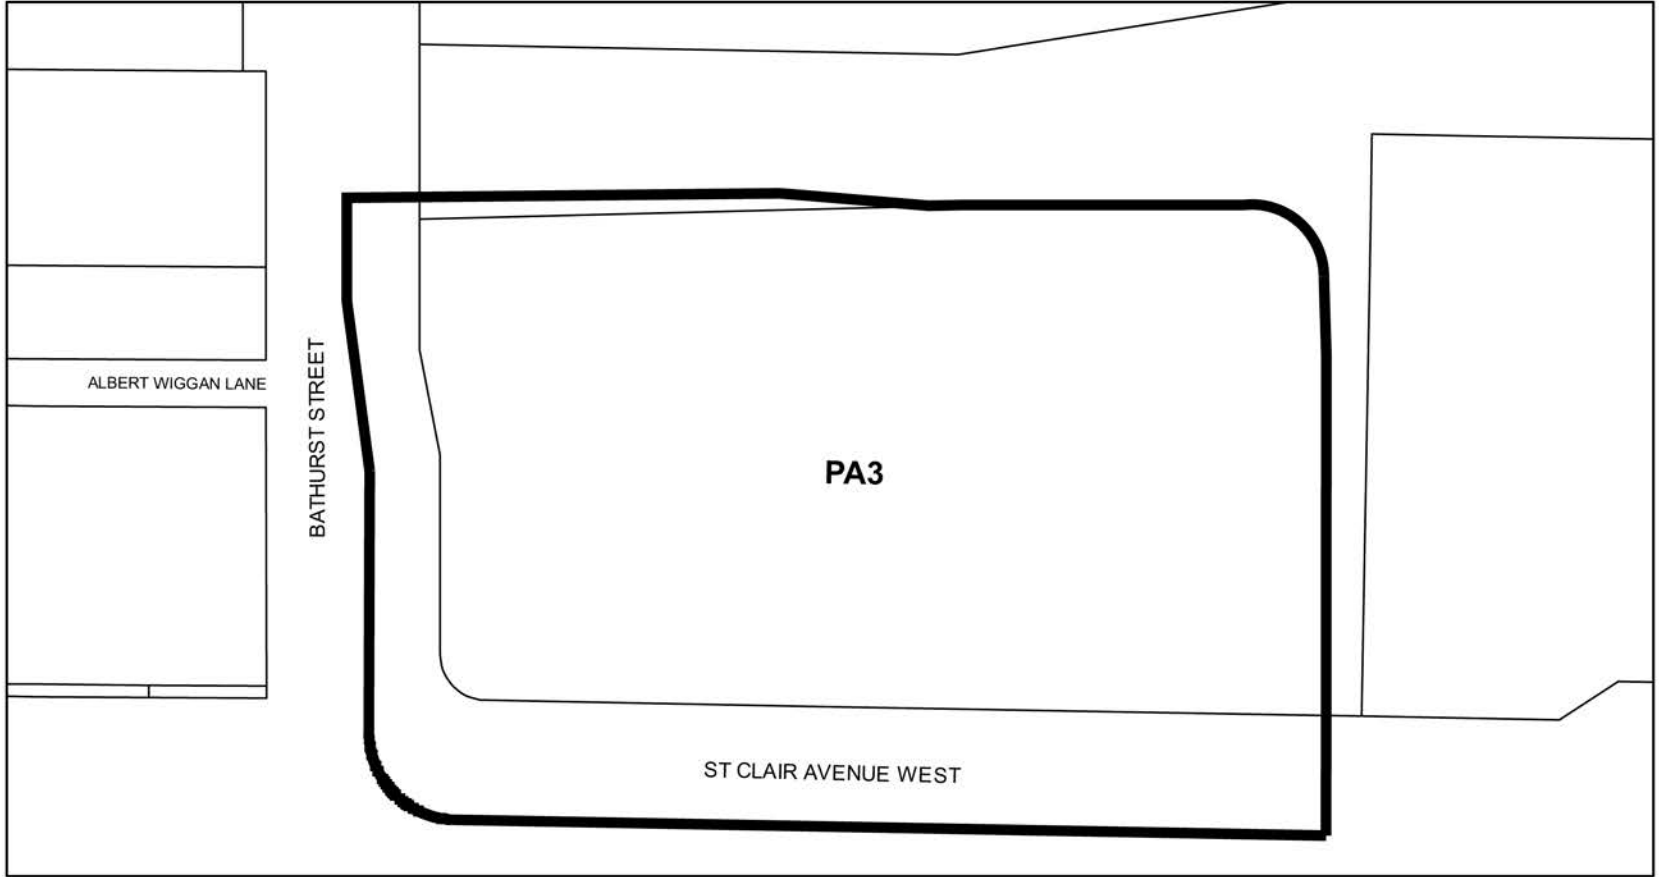 ALBERT WIGGAN LANE
BATHURST STREET
PA3
ST CLAIR AVENUE WEST